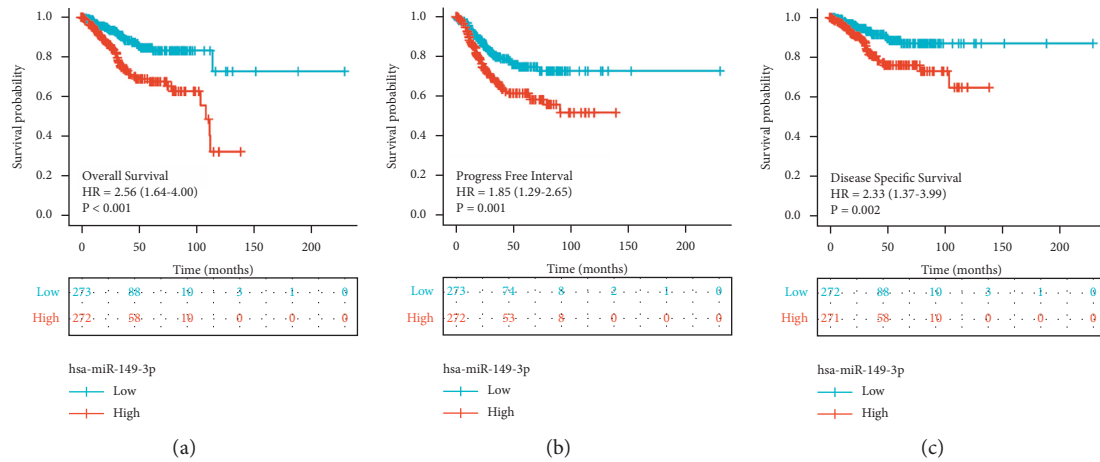 1.0
0.8
0.6
0.4
0.2
0.0
Survival probability
Overall Survival
HR = 2.56 (1.64-4.00)
P < 0.001
0 50 100 150 200
Time (months)
Low 273 88 19 3 1 0
High 272 58 19 0 0 0
hsa-miR-149-3p
Low
High
(a)
1.0
0.8
0.6
0.4
0.2
0.0
Survival probability
Progress Free Interval
HR = 1.85 (1.29-2.65)
P = 0.001
0 50 100 150 200
Time (months)
Low 273 74 8 2 1 0
High 272 53 8 0 0 0
hsa-miR-149-3p
Low
High
(b)
1.0
0.8
0.6
0.4
0.2
0.0
Survival probability
Disease Specific Survival
HR = 2.33 (1.37-3.99)
P = 0.002
0 50 100 150 200
Time (months)
Low 272 88 19 3 1 0
High 271 58 19 0 0 0
hsa-miR-149-3p
Low
High
(c)